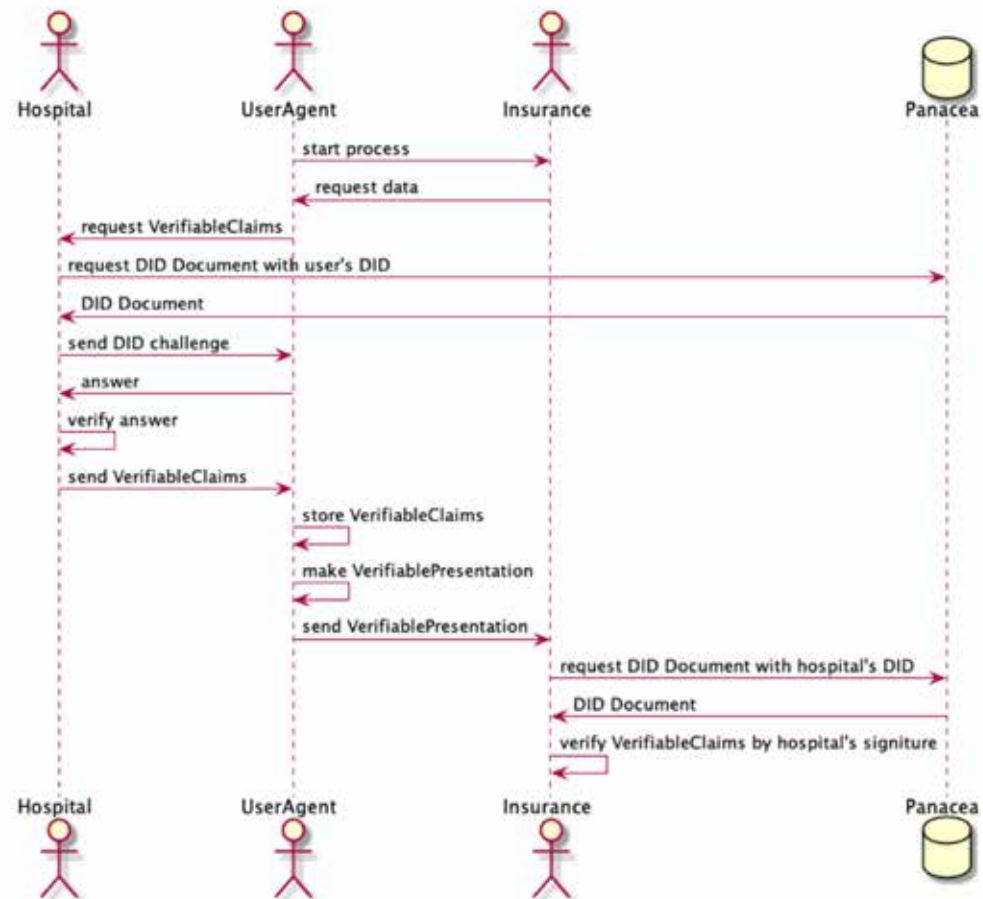 Hospital
UserAgent
Insurance
Panacea
start process
request data
request VerifiableClaims
request DID Document with user's DID
DID Document
send DID challenge
answer
verify answer
send VerifiableClaims
store VerifiableClaims
make VerifiablePresentation
send VerifiablePresentation
request DID Document with hospital's DID
DID Document
verify VerifiableClaims by hospital's signiture
Hospital
UserAgent
Insurance
Panacea